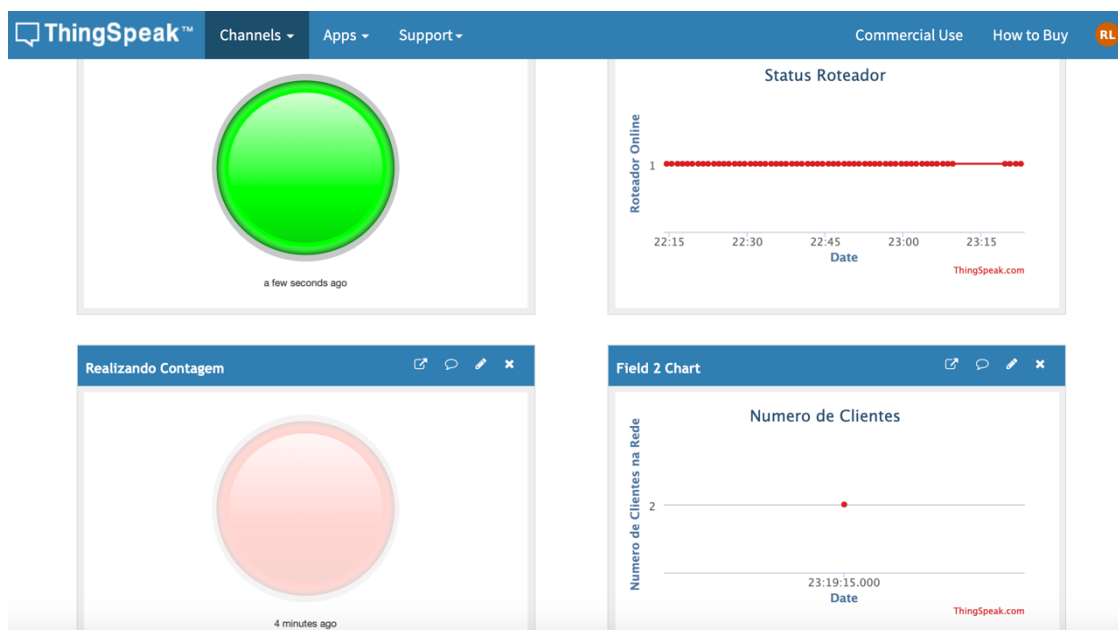 ThingSpeak™ Channels Apps Support Commercial Use How to Buy RL
a few seconds ago
Status Roteador
Roteador Online
1
22:15 22:30 22:45 23:00 23:15
Date
ThingSpeak.com
Realizando Contagem
4 minutes ago
Field 2 Chart
Numero de Clientes
Numero de Clientes na Rede
2
23:19:15.000
Date
ThingSpeak.com